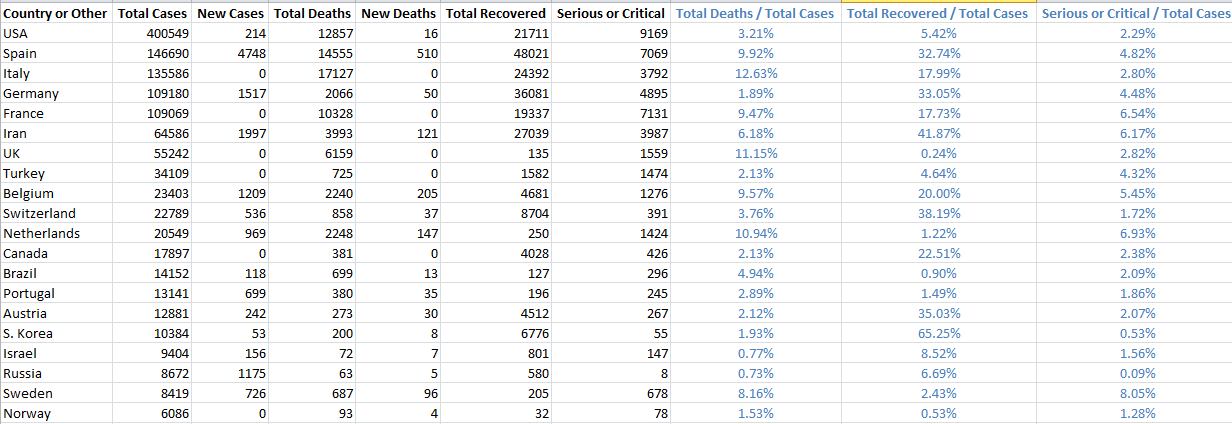 Country or Other Total Cases New Cases Total Deaths New Deaths Total Recovered Serious or Critical Total Deaths / Total Cases Total Recovered / Total Cases Serious or Critical / Total Cases
USA 400549 214 12857 16 21711 9169 3.21% 5.42% 2.29%
Spain 146690 4748 14555 510 48021 7069 9.92% 32.74% 4.82%
Italy 135586 0 17127 0 24392 3792 12.63% 17.99% 2.80%
Germany 109180 1517 2066 50 36081 4895 1.89% 33.05% 4.48%
France 109069 0 10328 0 19337 7131 9.47% 17.73% 6.54%
Iran 64586 1997 3993 121 27039 3987 6.18% 41.87% 6.17%
UK 55242 0 6159 0 135 1559 11.15% 0.24% 2.82%
Turkey 34109 0 725 0 1582 1474 2.13% 4.64% 4.32%
Belgium 23403 1209 2240 205 4681 1276 9.57% 20.00% 5.45%
Switzerland 22789 536 858 37 8704 391 3.76% 38.19% 1.72%
Netherlands 20549 969 2248 147 250 1424 10.94% 1.22% 6.93%
Canada 17897 0 381 0 4028 426 2.13% 22.51% 2.38%
Brazil 14152 118 699 13 127 296 4.94% 0.90% 2.09%
Portugal 13141 699 380 35 196 245 2.89% 1.49% 1.86%
Austria 12881 242 273 30 4512 267 2.12% 35.03% 2.07%
S. Korea 10384 53 200 8 6776 55 1.93% 65.25% 0.53%
Israel 9404 156 72 7 801 147 0.77% 8.52% 1.56%
Russia 8672 1175 63 5 580 8 0.73% 6.69% 0.09%
Sweden 8419 726 687 96 205 678 8.16% 2.43% 8.05%
Norway 6086 0 93 4 32 78 1.53% 0.53% 1.28%